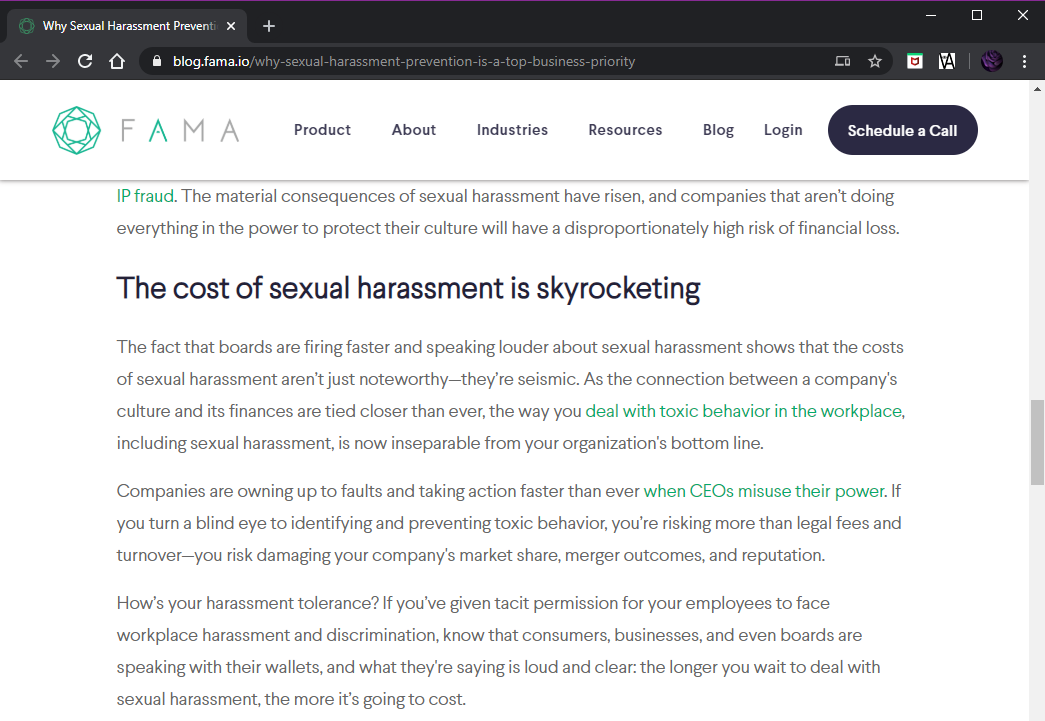 Why Sexual Harassment Preventi
blog.fama.io/why-sexual-harassment-prevention-is-a-top-business-priority
FAMA
Product About Industries Resources Blog Login Schedule a Call
IP fraud. The material consequences of sexual harassment have risen, and companies that aren’t doing
everything in the power to protect their culture will have a disproportionately high risk of financial loss.
The cost of sexual harassment is skyrocketing
The fact that boards are firing faster and speaking louder about sexual harassment shows that the costs
of sexual harassment aren’t just noteworthy—they’re seismic. As the connection between a company's
culture and its finances are tied closer than ever, the way you deal with toxic behavior in the workplace,
including sexual harassment, is now inseparable from your organization's bottom line.
Companies are owning up to faults and taking action faster than ever when CEOs misuse their power. If
you turn a blind eye to identifying and preventing toxic behavior, you’re risking more than legal fees and
turnover—you risk damaging your company's market share, merger outcomes, and reputation.
How’s your harassment tolerance? If you’ve given tacit permission for your employees to face
workplace harassment and discrimination, know that consumers, businesses, and even boards are
speaking with their wallets, and what they're saying is loud and clear: the longer you wait to deal with
sexual harassment, the more it’s going to cost.